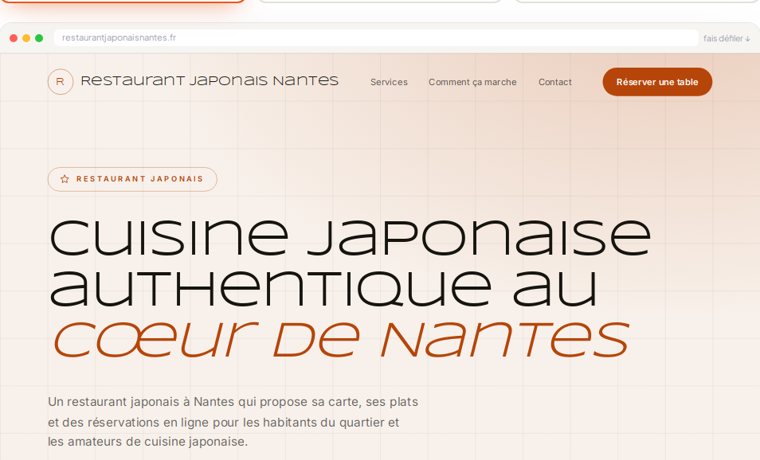 restaurantjaponaisnantes.fr
fais défiler ↓
R Restaurant Japonais Nantes
Services Comment ça marche Contact
Réserver une table
RESTAURANT JAPONAIS
Cuisine japonaise
authentique au
cœur de Nantes
Un restaurant japonais à Nantes qui propose sa carte, ses plats
et des réservations en ligne pour les habitants du quartier et
les amateurs de cuisine japonaise.